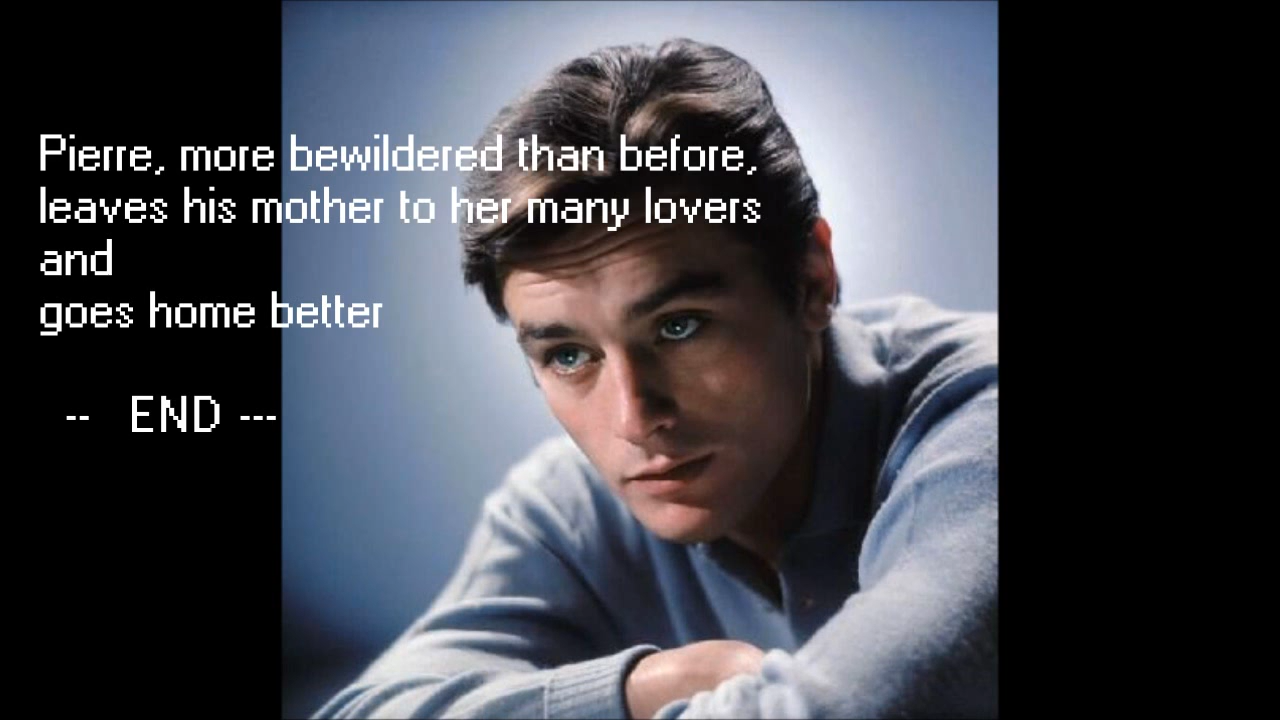 Pierre, more bewildered than before,
leaves his mother to her many lovers
and
goes home better
-- END ---